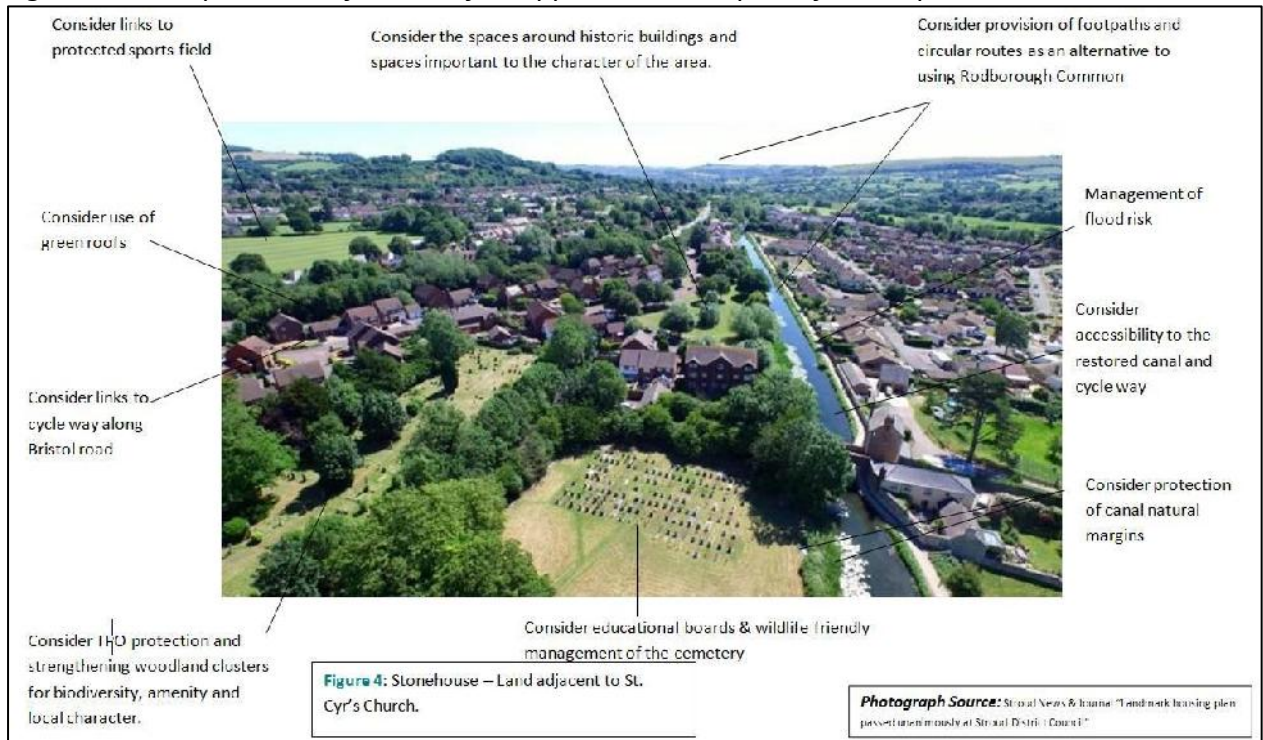 Consider links to
protected sports field
Consider the spaces around historic buildings and
spaces important to the character of the area.
Consider provision of footpaths and
circular routes as an alternative to
using Rodborough Common
Consider use of
green roofs
Management of
flood risk
Consider
accessibility to the
restored canal and
cycle way
Consider links to
cycle way along
Bristol road
Consider protection
of canal natural
margins
Consider TPO protection and
strengthening woodland clusters
for biodiversity, amenity and
local character.
Consider educational boards & wildlife friendly
management of the cemetery
Figure 4: Stonehouse – Land adjacent to St.
Cyr's Church.
Photograph Source: Stroud News & Journal "Landmark housing plan
passed unanimously at Stroud District Council"